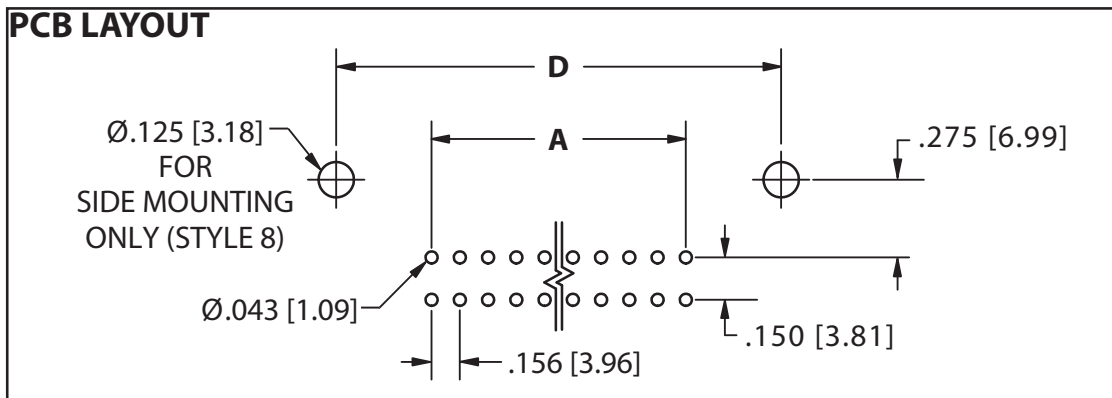 PCB LAYOUT
D
Ø.125 [3.18]
FOR
SIDE MOUNTING
ONLY (STYLE 8)
A
.275 [6.99]
Ø.043 [1.09]
.150 [3.81]
.156 [3.96]